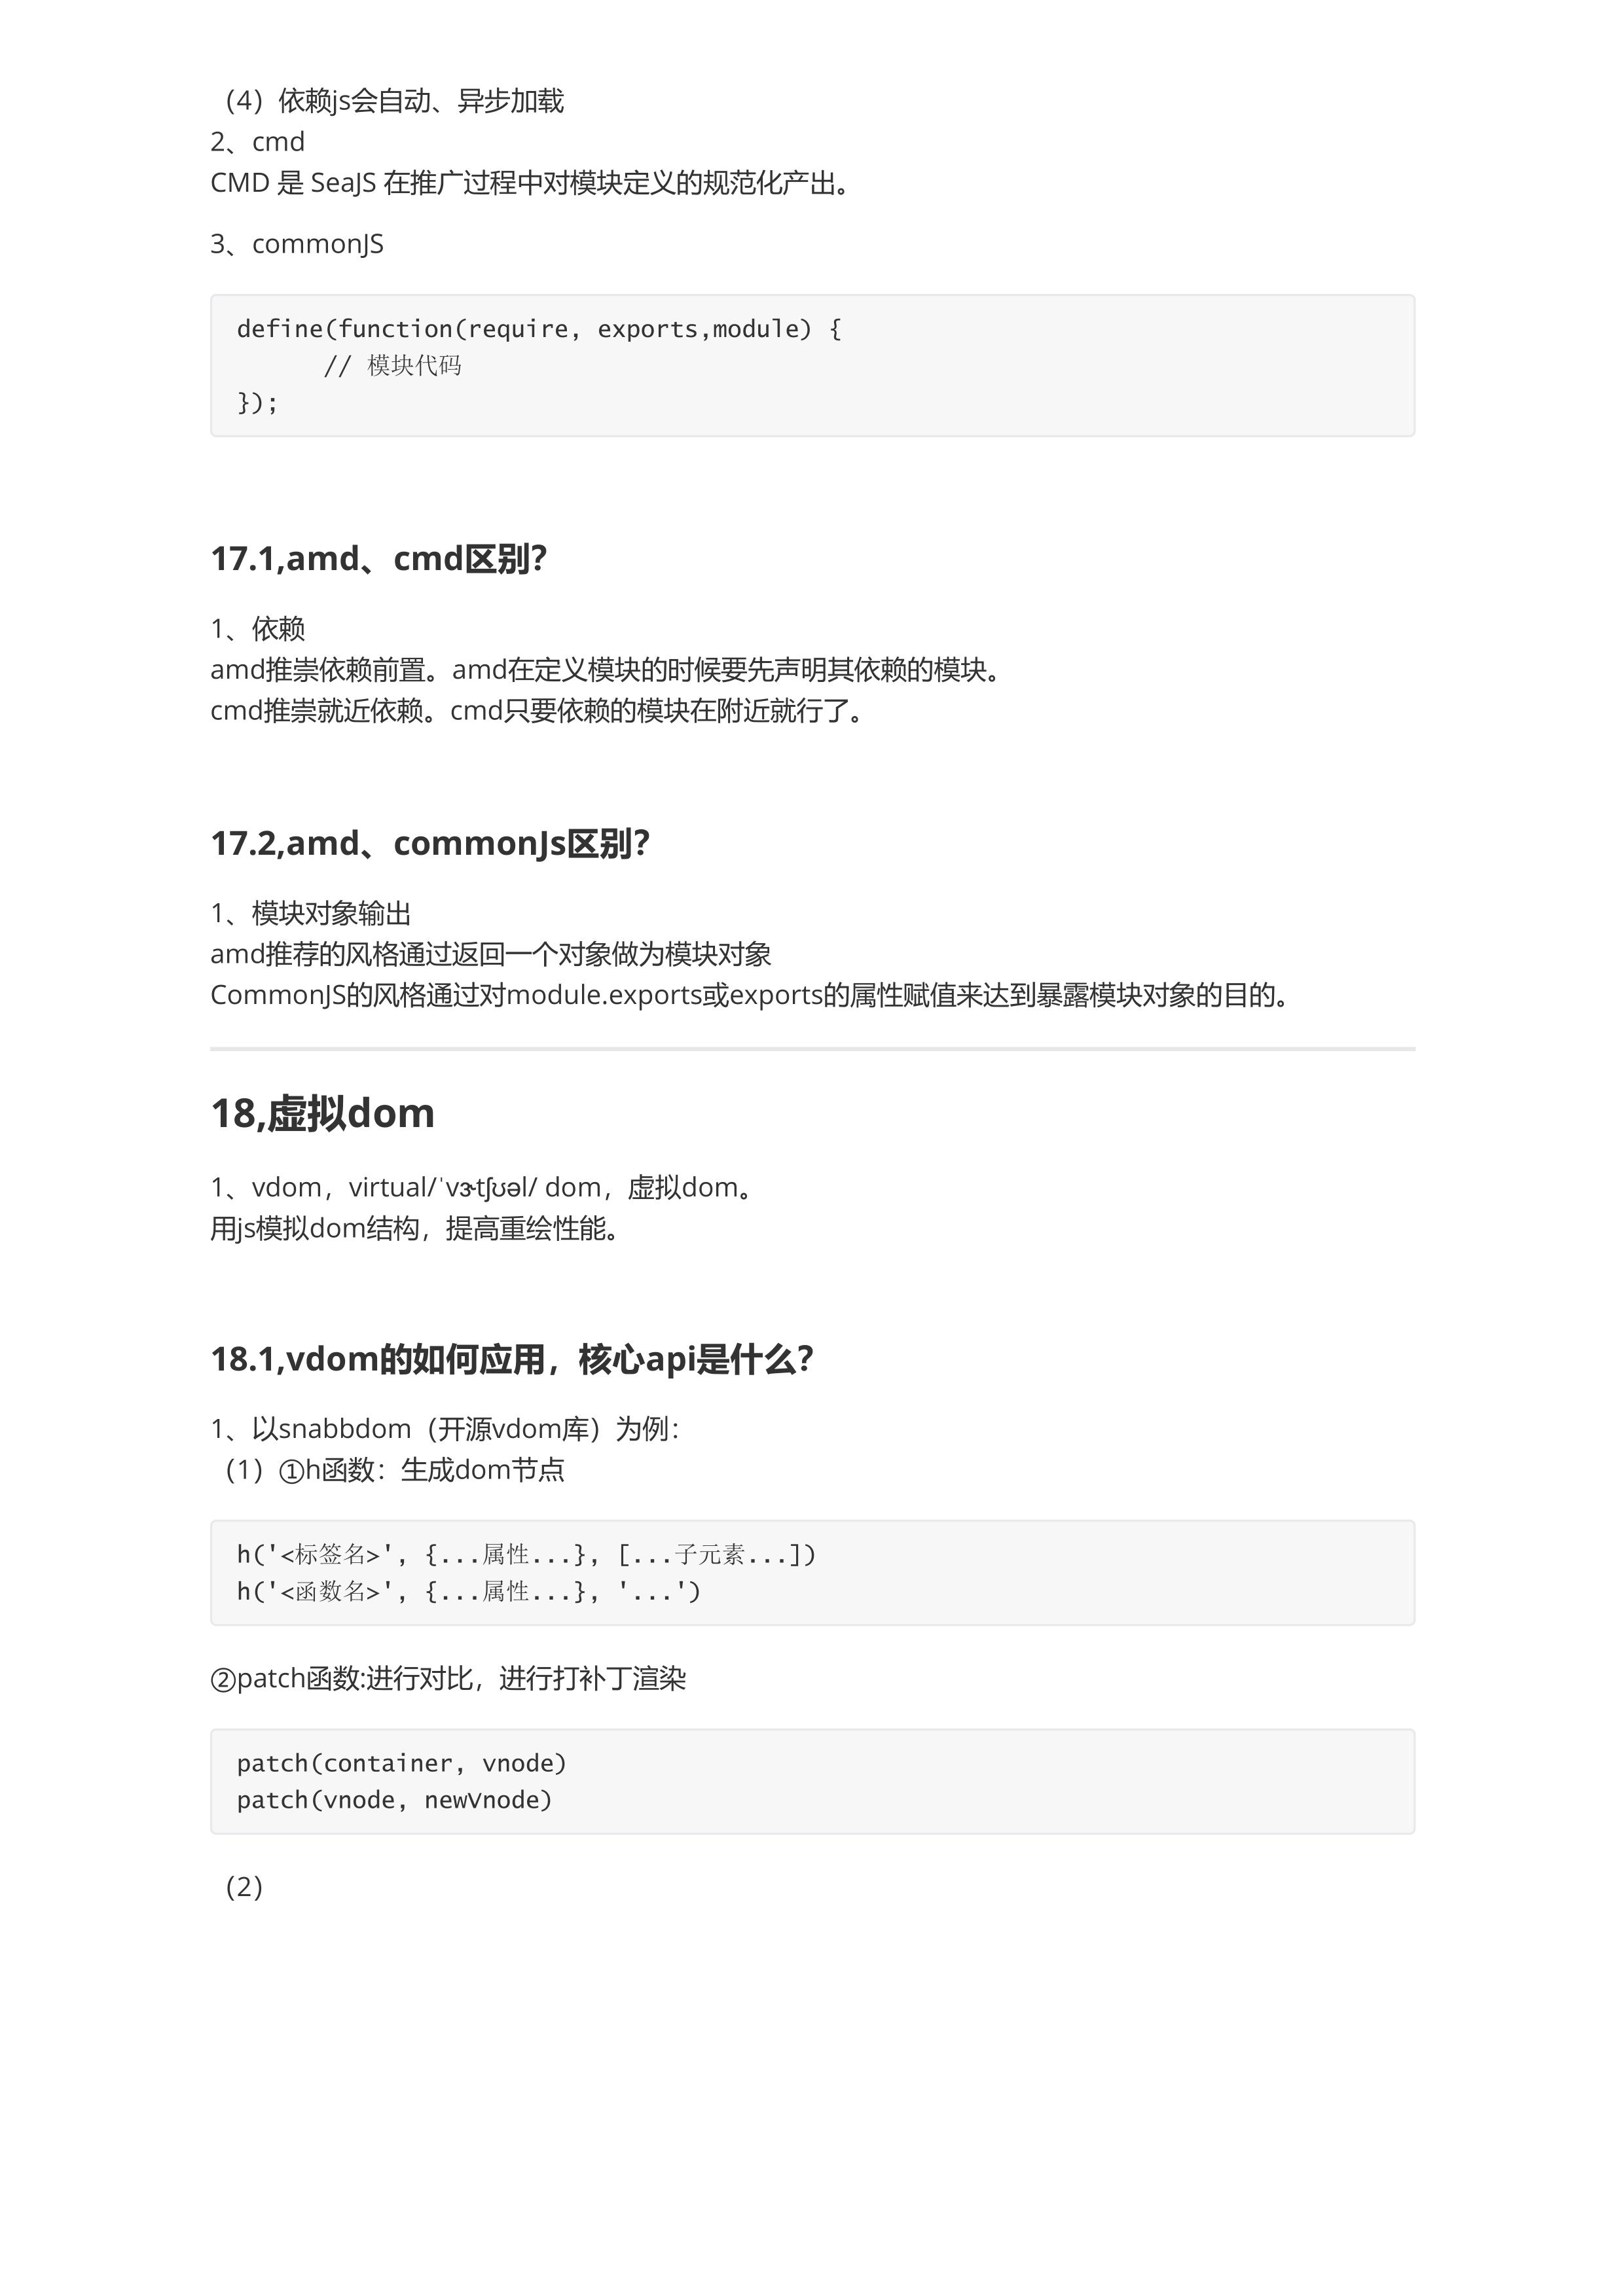 （4）依赖js会自动、异步加载
2、cmd
CMD 是 SeaJS 在推广过程中对模块定义的规范化产出。
3、commonJS
define(function(require, exports,module) {
      // 模块代码
});
17.1,amd、cmd区别？
1、依赖
amd推崇依赖前置。amd在定义模块的时候要先声明其依赖的模块。
cmd推崇就近依赖。cmd只要依赖的模块在附近就行了。
17.2,amd、commonJs区别？
1、模块对象输出
amd推荐的风格通过返回一个对象做为模块对象
CommonJS的风格通过对module.exports或exports的属性赋值来达到暴露模块对象的目的。
18,虚拟dom
1、vdom，virtual/ˈvɝtʃʊəl/ dom，虚拟dom。
用js模拟dom结构，提高重绘性能。
18.1,vdom的如何应用，核心api是什么？
1、以snabbdom（开源vdom库）为例：
（1）①h函数：生成dom节点
h('<标签名>', {...属性...}, [...子元素...])
h('<函数名>', {...属性...}, '...')
②patch函数:进行对比，进行打补丁渲染
patch(container, vnode)
patch(vnode, newVnode)
（2）